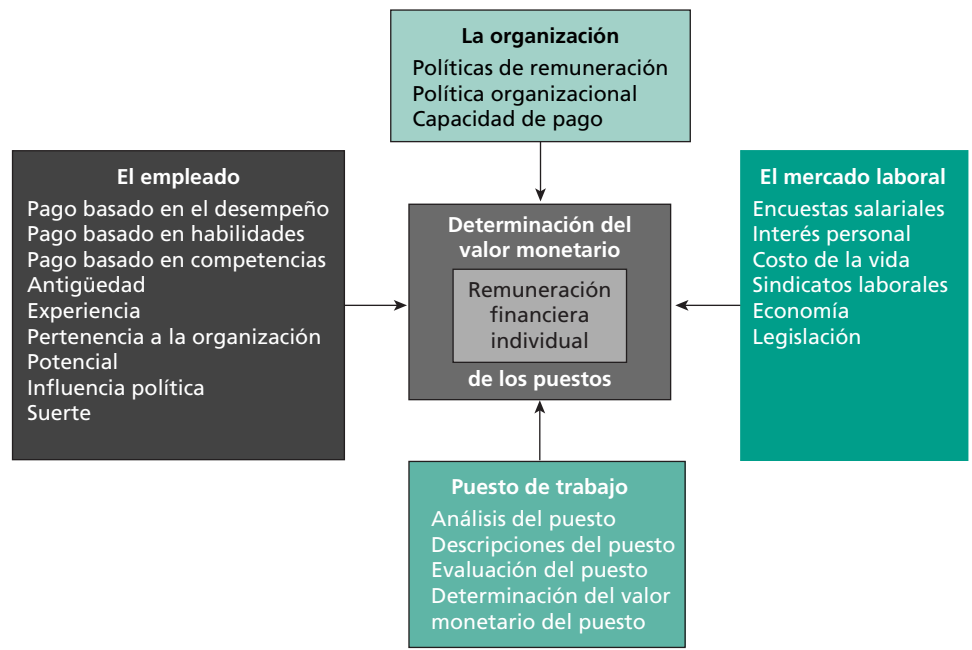 La organización
Políticas de remuneración
Política organizacional
Capacidad de pago
El empleado
Pago basado en el desempeño
Pago basado en habilidades
Pago basado en competencias
Antigüedad
Experiencia
Pertenencia a la organización
Potencial
Influencia política
Suerte
Determinación del
valor monetario
Remuneración
financiera
individual
de los puestos
El mercado laboral
Encuestas salariales
Interés personal
Costo de la vida
Sindicatos laborales
Economía
Legislación
Puesto de trabajo
Análisis del puesto
Descripciones del puesto
Evaluación del puesto
Determinación del valor
monetario del puesto